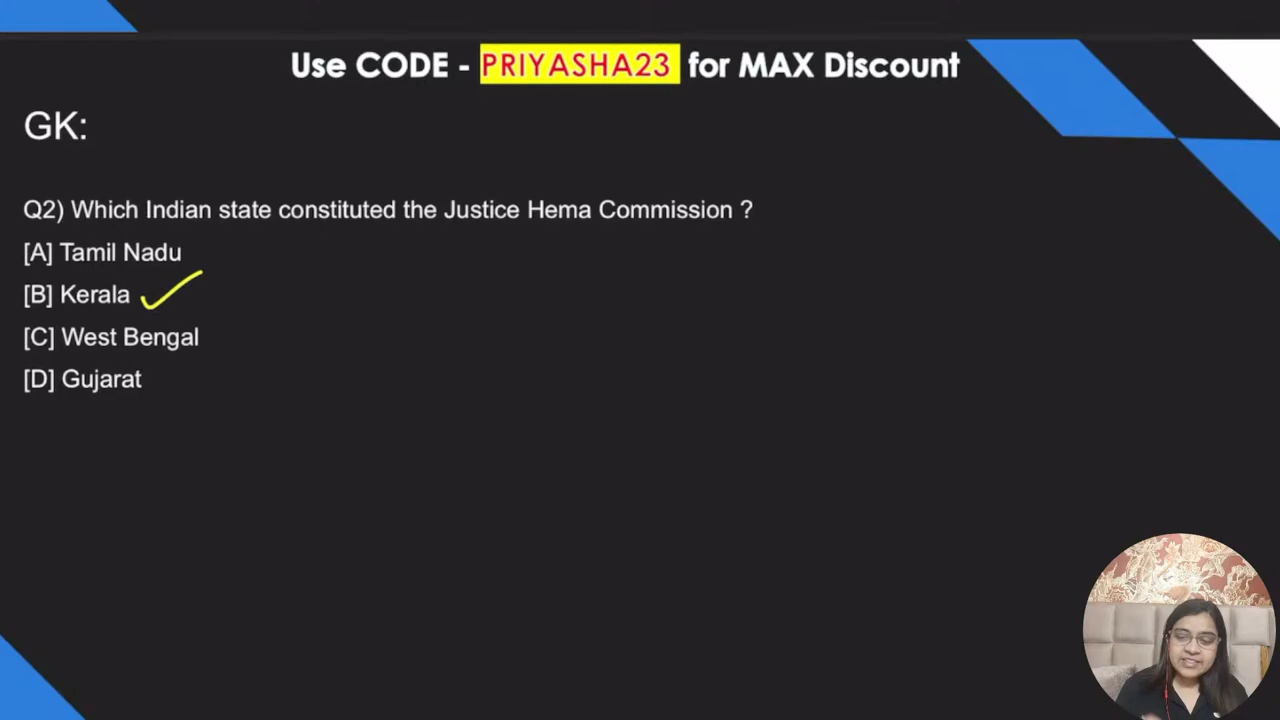 Use CODE - PRIYASHA23 for MAX Discount
GK:
Q2) Which Indian state constituted the Justice Hema Commission ?
[A] Tamil Nadu
[B] Kerala
[C] West Bengal
[D] Gujarat